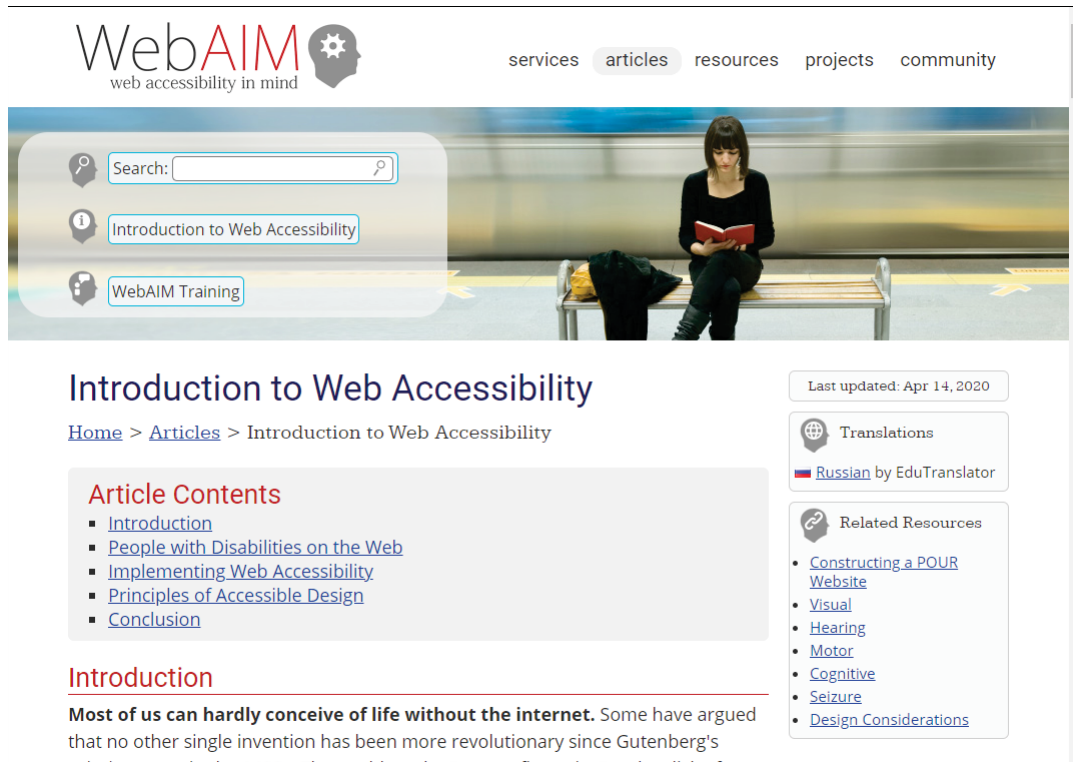 WebAIM
web accessibility in mind
services articles resources projects community
Search:
Introduction to Web Accessibility
WebAIM Training
Introduction to Web Accessibility
Home > Articles > Introduction to Web Accessibility
Article Contents
Introduction
People with Disabilities on the Web
Implementing Web Accessibility
Principles of Accessible Design
Conclusion
Introduction
Most of us can hardly conceive of life without the internet. Some have argued
that no other single invention has been more revolutionary since Gutenberg's
Last updated: Apr 14, 2020
Translations
Russian by EduTranslator
Related Resources
Constructing a POUR
Website
Visual
Hearing
Motor
Cognitive
Seizure
Design Considerations